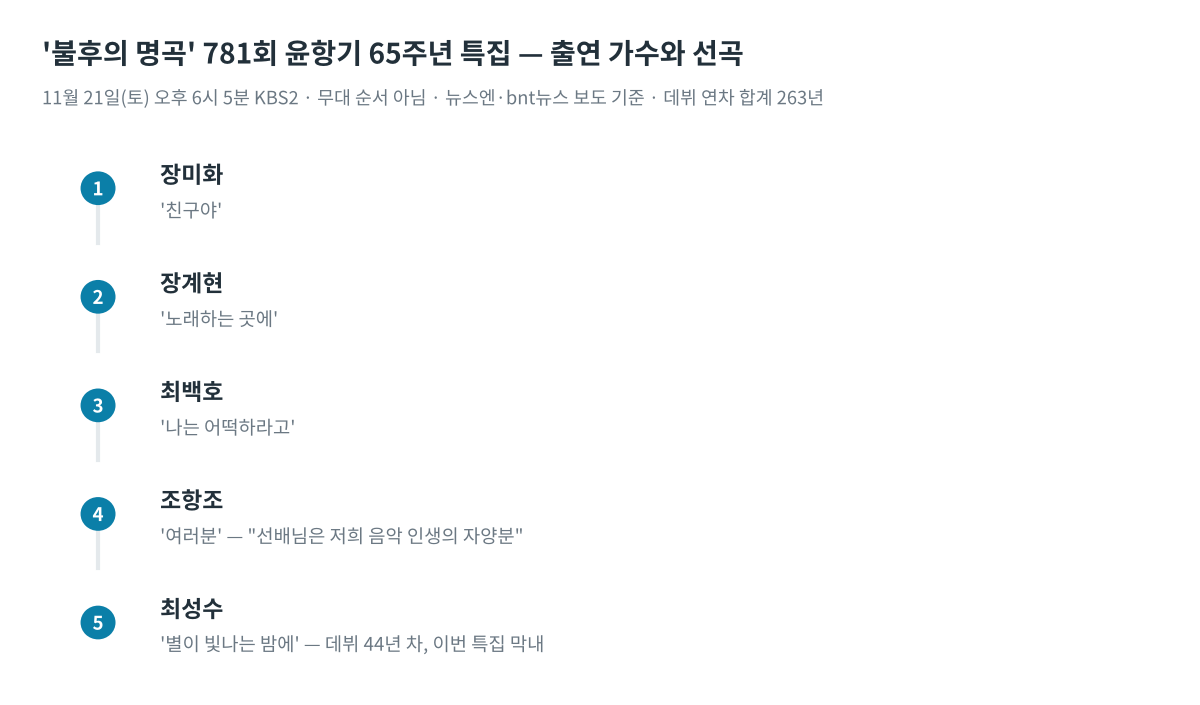 '불후의 명곡' 781회 윤항기 65주년 특집 — 출연 가수와 선곡
11월 21일(토) 오후 6시 5분 KBS2 · 무대 순서 아님 · 뉴스엔·bnt뉴스 보도 기준 · 데뷔 연차 합계 263년
1 장미화
'친구야'
2 장계현
'노래하는 곳에'
3 최백호
'나는 어떡하라고'
4 조항조
'여러분' — "선배님은 저희 음악 인생의 자양분"
5 최성수
'별이 빛나는 밤에' — 데뷔 44년 차, 이번 특집 막내